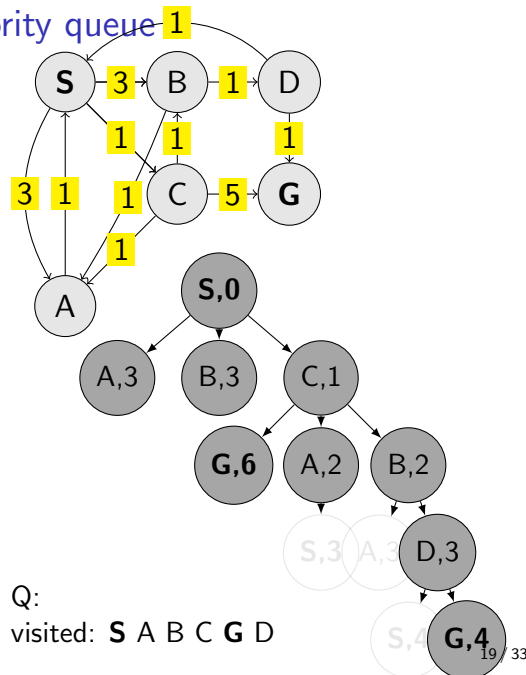 ority queue
1
S 3 B 1 D
1 1 1
3 1 1 C 5 G
1
A
S,0
A,3 B,3 C,1
G,6 A,2 B,2
S,3 A,3 D,3
Q:
visited: S A B C G D
S,4 G,4
19 / 33